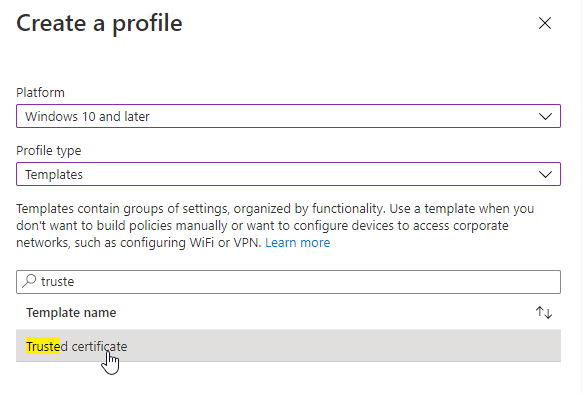 Create a profile
Platform
Windows 10 and later
Profile type
Templates
Templates contain groups of settings, organized by functionality. Use a template when you
don't want to build policies manually or want to configure devices to access corporate
networks, such as configuring WiFi or VPN. Learn more
truste
Template name
Trusted certificate